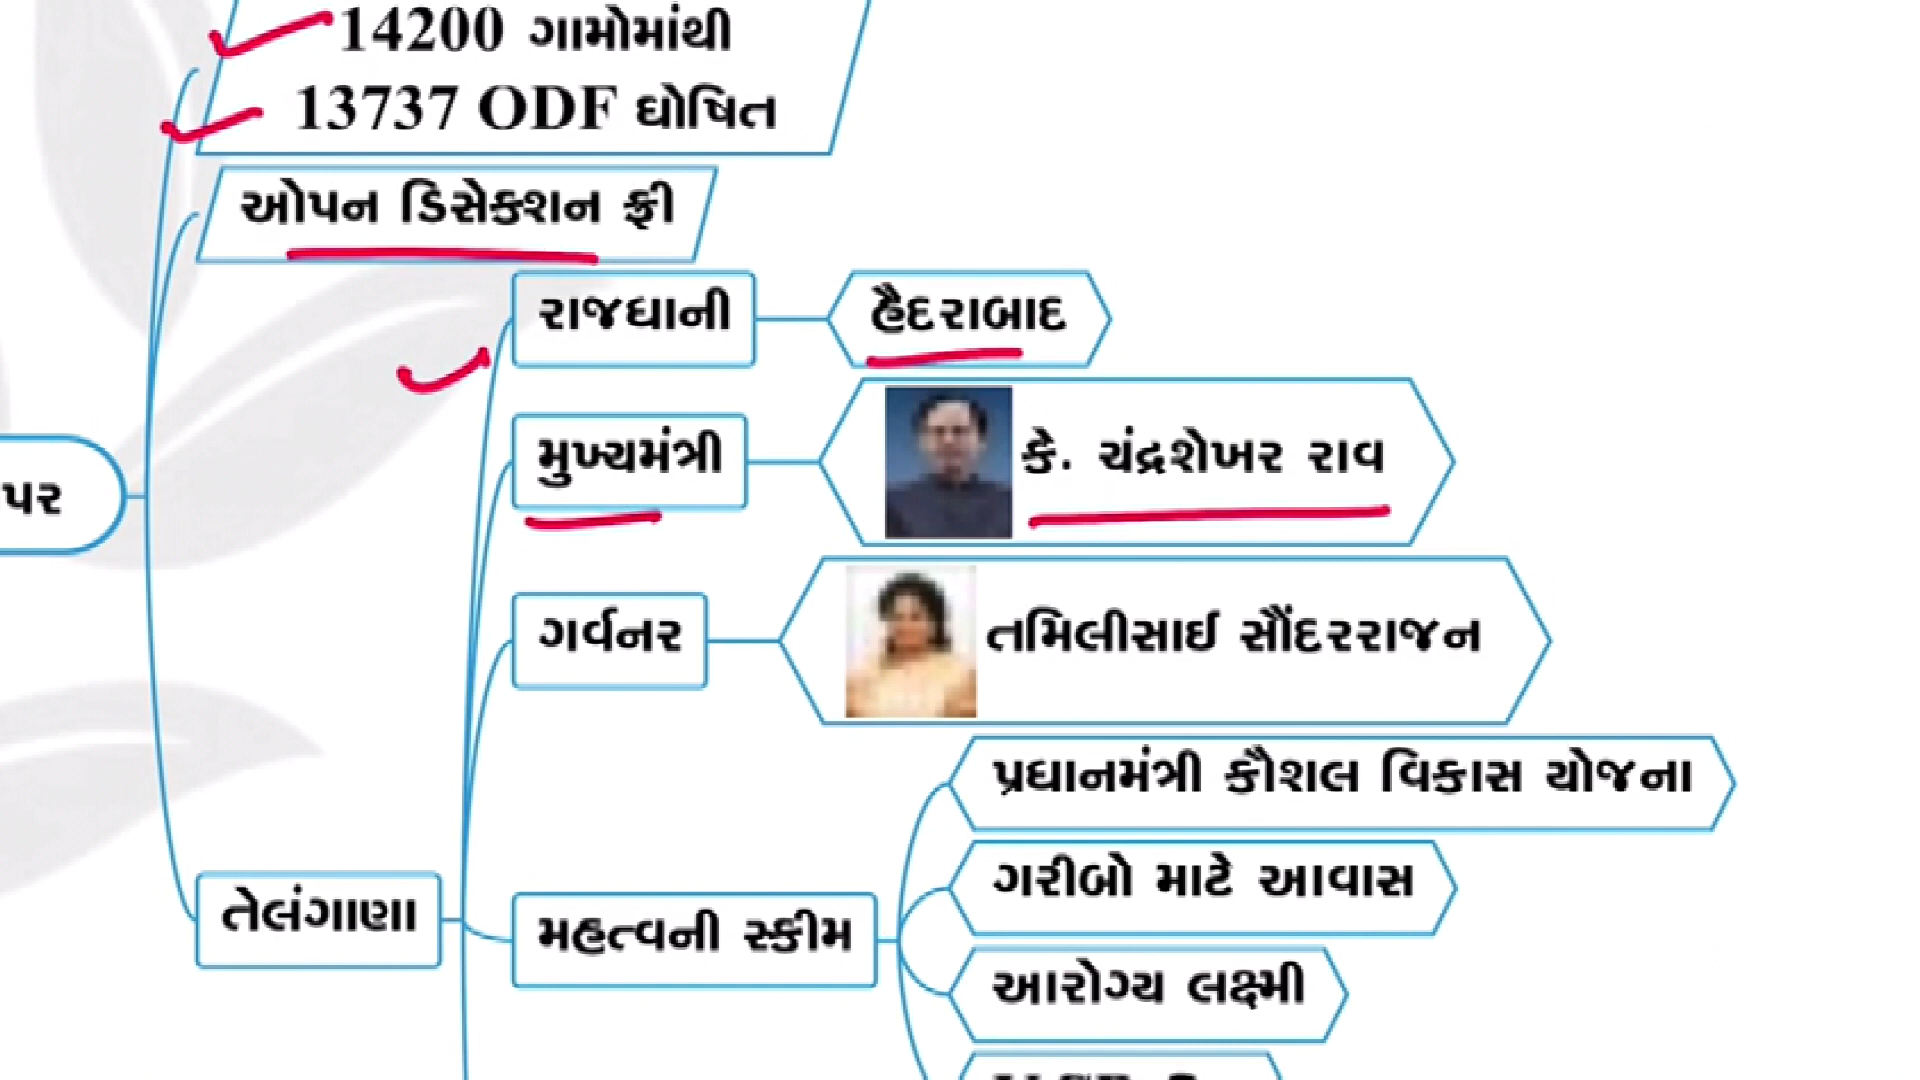 14200 ગામોમાંથી
13737 ODF ઘોષિત
ઓપન ડિસેક્શન ફ્રી
રાજધાની
હૈદરાબાદ
મુખ્યમંત્રી
કે. ચંદ્રશેખર રાવ
પર
ગર્વનર
તમિલીસાઈ સૌંદરરાજન
પ્રધાનમંત્રી કૌશલ વિકાસ યોજના
ગરીબો માટે આવાસ
તેલંગાણા
મહત્વની સ્કીમ
આરોગ્ય લક્ષ્મી